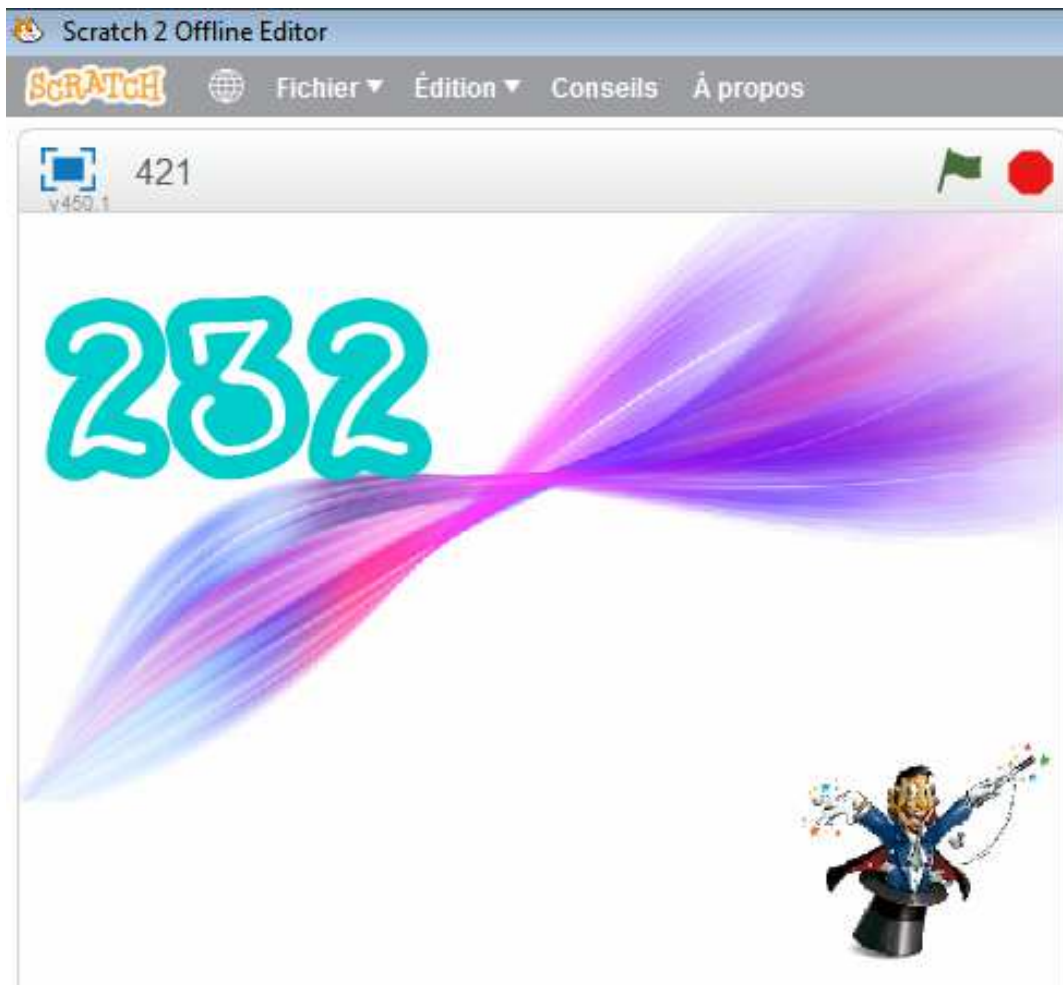 Scratch 2 Offline Editor
SCRATCH Fichier Édition Conseils À propos
421
v450.1
232